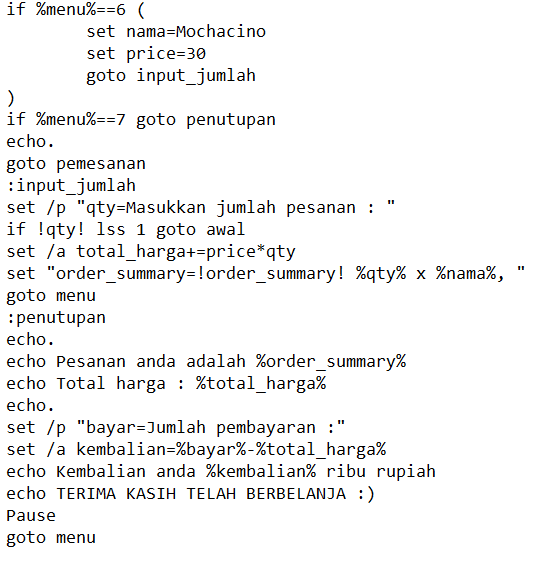 if %menu%==6 (
        set nama=Mochacino
        set price=30
        goto input_jumlah
)
if %menu%==7 goto penutupan
echo.
goto pemesanan
:input_jumlah
set /p "qty=Masukkan jumlah pesanan : "
if !qty! lss 1 goto awal
set /a total_harga+=price*qty
set "order_summary=!order_summary! %qty% x %nama%, "
goto menu
:penutupan
echo.
echo Pesanan anda adalah %order_summary%
echo Total harga : %total_harga%
echo.
set /p "bayar=Jumlah pembayaran :"
set /a kembalian=%bayar%-%total_harga%
echo Kembalian anda %kembalian% ribu rupiah
echo TERIMA KASIH TELAH BERBELANJA :)
Pause
goto menu